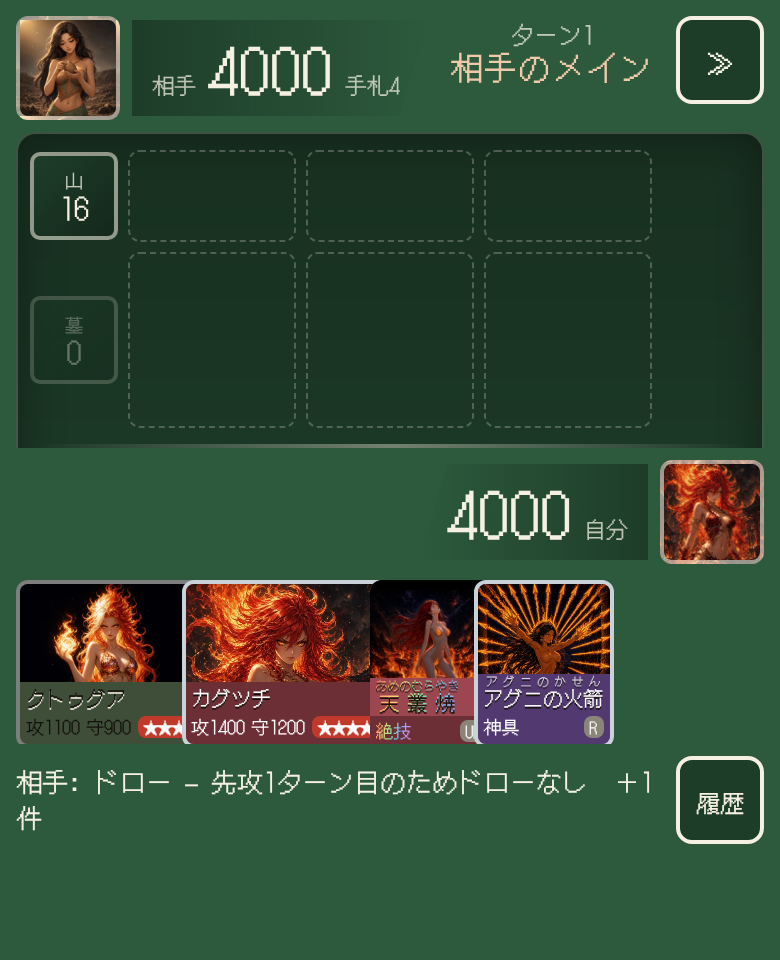 相手 4000 手札4
ターン1
相手のメイン
≫
山
16
墓
0
4000 自分
クトゥグア
攻1100 守900 ★★★
カグツチ
攻1400 守1200 ★★★★
あめのむらやき
天叢焼
絶技 U
アグニのかせん
アグニの火箭
神具 R
相手: ドロー – 先攻1ターン目のためドローなし +1
件
履歴